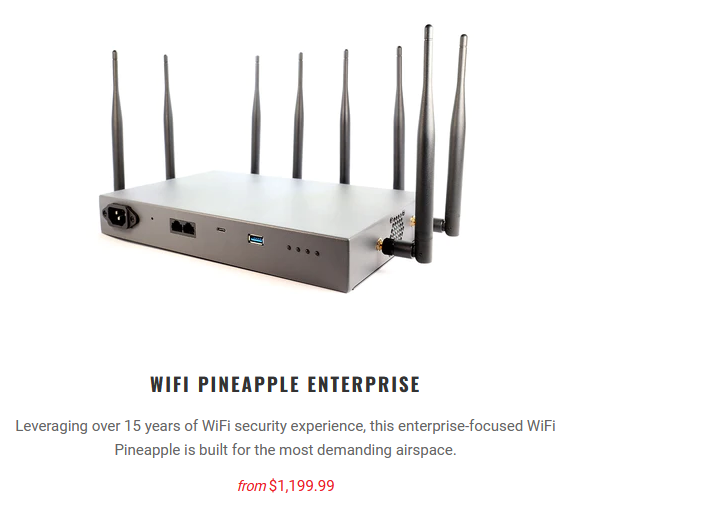 WIFI PINEAPPLE ENTERPRISE
Leveraging over 15 years of WiFi security experience, this enterprise-focused WiFi
Pineapple is built for the most demanding airspace.
from $1,199.99